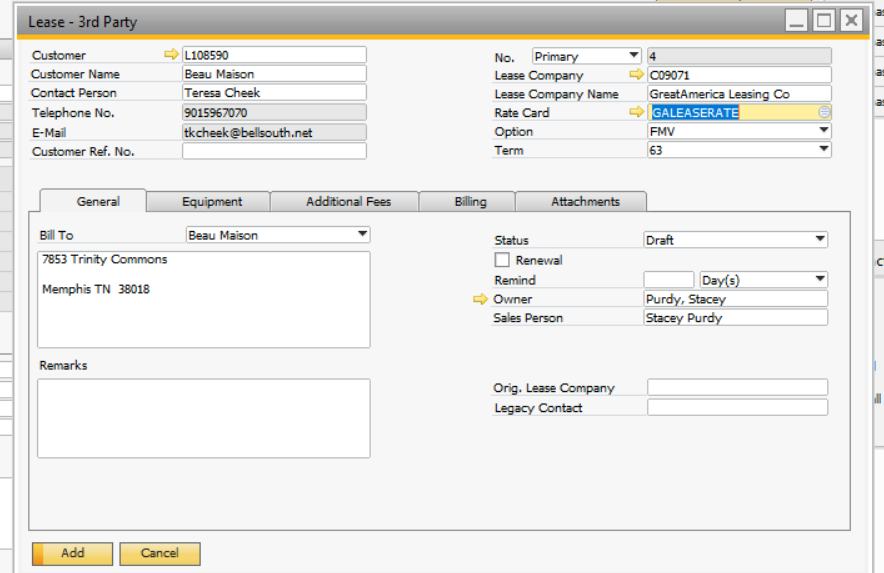 Lease - 3rd Party
Customer L108590
Customer Name Beau Maison
Contact Person Teresa Cheek
Telephone No. 9015967070
E-Mail tkcheek@bellsouth.net
Customer Ref. No.
No. Primary 4
Lease Company C09071
Lease Company Name GreatAmerica Leasing Co
Rate Card GALEASERATE
Option FMV
Term 63
General Equipment Additional Fees Billing Attachments
Bill To Beau Maison
7853 Trinity Commons
Memphis TN 38018
Remarks
Status Draft
Renewal
Remind Day(s)
Owner Purdy, Stacey
Sales Person Stacey Purdy
Orig. Lease Company
Legacy Contact
Add Cancel